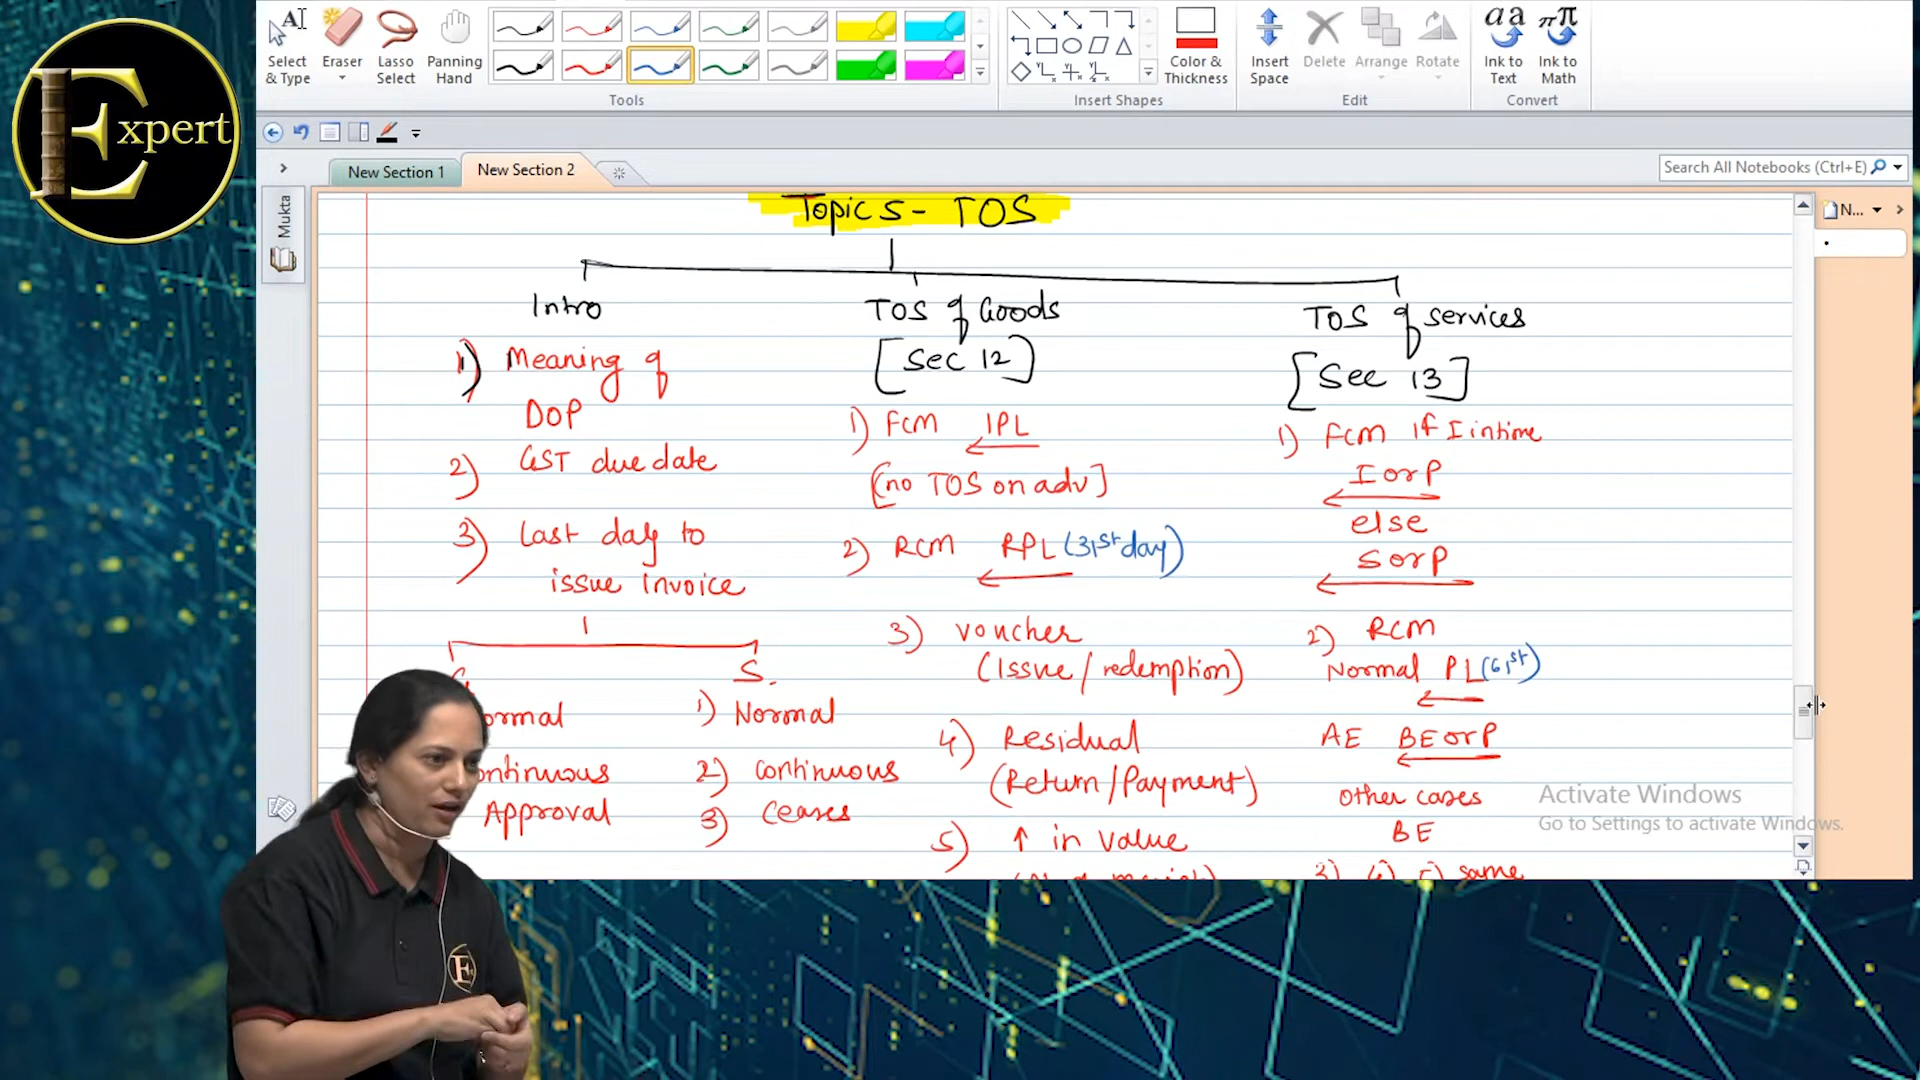 Expert
Select & Type
Eraser
Lasso Select
Panning Hand
Tools
Insert Shapes
Color & Thickness
Insert Space
Delete
Arrange
Rotate
Edit
Ink to Text
Ink to Math
Convert
New Section 1
New Section 2
Search All Notebooks (Ctrl+E)
Mukta
N...
Topic 5 - TOS
Intro
1) Meaning of
DOP
2) GST due date
3) Last day to
issue invoice
G
S.
ormal
ontinuous
Approval
1) Normal
2) Continuous
3) Ceases
TOS of Goods
[Sec 12]
1) FCM IPL
[no TOS on adv]
2) RCM RPL (31st day)
3) voucher
(Issue / redemption)
4) Residual
(Return / Payment)
5) ↑ in value
TOS of services
[Sec 13]
1) FCM If I intime
I or P
else
S or P
2) RCM
Normal PL (61st)
AE BE or P
Other cases
BE
same
Activate Windows
Go to Settings to activate Windows.
E